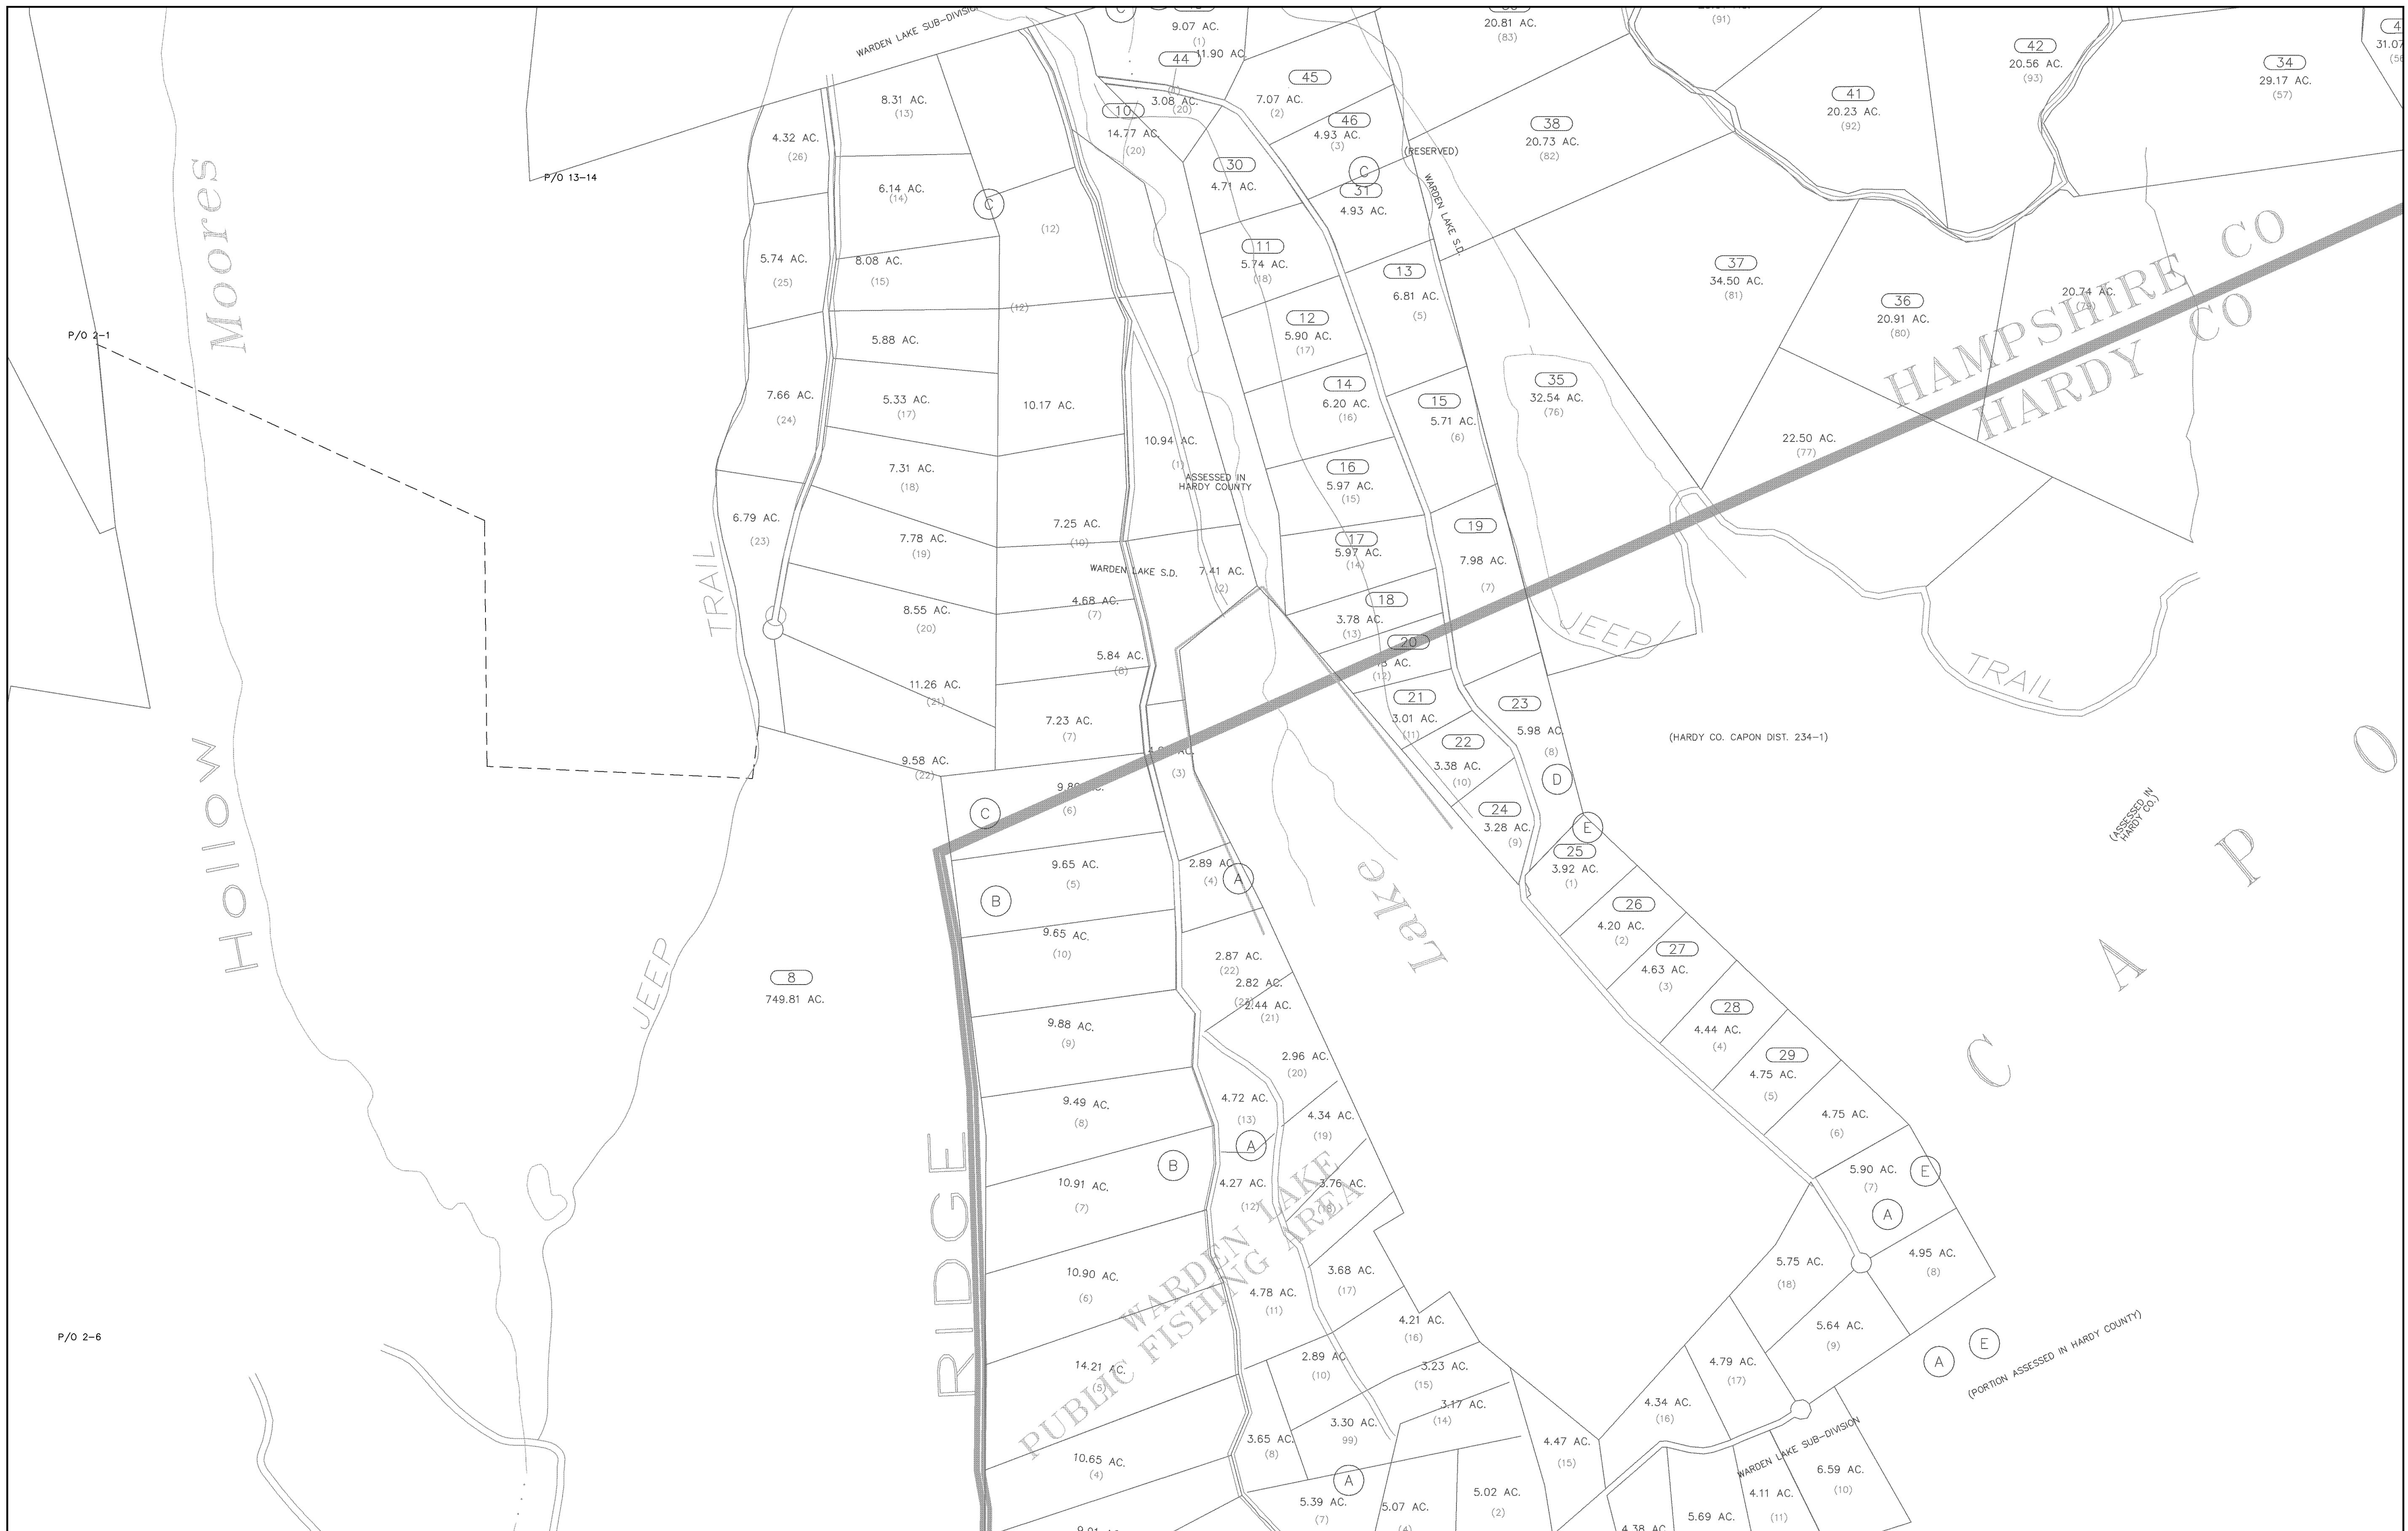 WARDEN LAKE SUB-DIVISION
9.07 AC.
(1)
11.90 AC
44
3.08 AC.
(20)
10
14.77 AC.
(20)
45
7.07 AC.
(2)
46
4.93 AC.
(3)
20.81 AC.
(83)
(91)
42
20.56 AC.
(93)
34
29.17 AC.
(57)
31.07
41
20.23 AC.
(92)
38
20.73 AC.
(82)
(RESERVED)
C
31
4.93 AC.
30
4.71 AC.
WARDEN LAKE S.D.
8.31 AC.
(13)
4.32 AC.
(26)
P/O 13-14
6.14 AC.
(14)
C
(12)
Moores
5.74 AC.
(25)
8.08 AC.
(15)
(12)
11
5.74 AC.
(18)
13
6.81 AC.
(5)
37
34.50 AC.
(81)
36
20.91 AC.
(80)
20.74 AC.
(79)
HAMPSHIRE CO
HARDY CO
P/O 2-1
12
5.90 AC.
(17)
5.88 AC.
7.66 AC.
(24)
5.33 AC.
(17)
10.17 AC.
14
6.20 AC.
(16)
15
5.71 AC.
(6)
35
32.54 AC.
(76)
22.50 AC.
(77)
10.94 AC.
(1)
ASSESSED IN
HARDY COUNTY
7.31 AC.
(18)
16
5.97 AC.
(15)
6.79 AC.
(23)
7.78 AC.
(19)
7.25 AC.
(10)
17
5.97 AC.
(14)
19
7.98 AC.
(7)
TRAIL
WARDEN LAKE S.D.
7.41 AC.
(2)
8.55 AC.
(20)
4.68 AC.
(7)
18
3.78 AC.
(13)
20
AC.
(12)
JEEP
TRAIL
5.84 AC.
(8)
11.26 AC.
(21)
21
3.01 AC.
(11)
23
5.98 AC.
(8)
7.23 AC.
(7)
22
3.38 AC.
(10)
(HARDY CO. CAPON DIST. 234-1)
9.58 AC.
(22)
(3)
D
Hollow
C
(6)
24
3.28 AC.
(9)
E
(ASSESSED IN
HARDY CO.)
CAPO
9.65 AC.
(5)
2.89 AC
(4)
A
25
3.92 AC.
(1)
B
Lake
9.65 AC.
(10)
26
4.20 AC.
(2)
JEEP
8
749.81 AC.
2.87 AC.
(22)
2.82 AC.
2.44 AC.
(21)
27
4.63 AC.
(3)
9.88 AC.
(9)
28
4.44 AC.
(4)
2.96 AC.
(20)
29
4.75 AC.
(5)
9.49 AC.
(8)
4.72 AC.
(13)
4.34 AC.
(19)
4.75 AC.
(6)
A
RIDGE
B
10.91 AC.
(7)
4.27 AC.
(12)
3.76 AC.
(18)
5.90 AC.
(7)
E
A
WARDEN LAKE
PUBLIC FISHING AREA
10.90 AC.
(6)
4.78 AC.
(11)
3.68 AC.
(17)
5.75 AC.
(18)
4.95 AC.
(8)
P/O 2-6
4.21 AC.
(16)
5.64 AC.
(9)
E
A
(PORTION ASSESSED IN HARDY COUNTY)
14.21 AC.
(5)
2.89 AC
(10)
3.23 AC.
(15)
4.79 AC.
(17)
3.17 AC.
(14)
4.34 AC.
(16)
3.65 AC.
(8)
3.30 AC.
99)
4.47 AC.
(15)
WARDEN LAKE SUB-DIVISION
10.65 AC.
(4)
A
6.59 AC.
(10)
5.39 AC.
(7)
5.07 AC.
(4)
5.02 AC.
(2)
4.11 AC.
(11)
5.69 AC.
4.38 AC